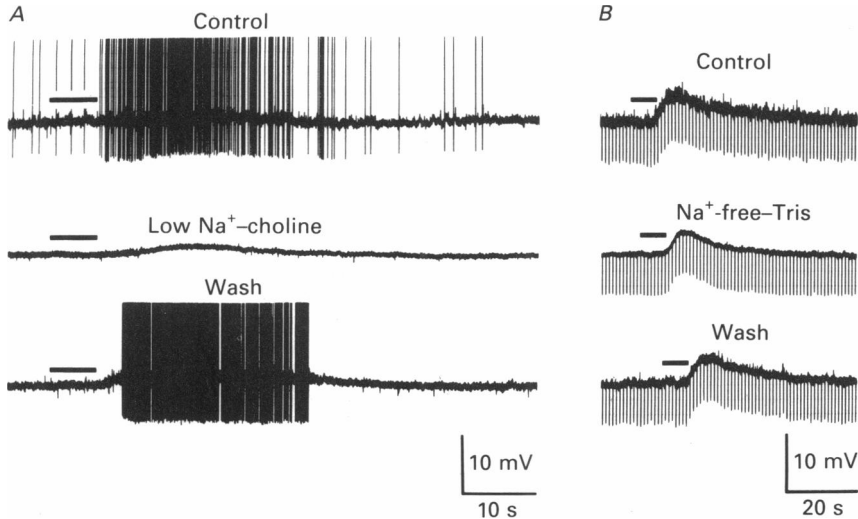 A
Control
Low Na⁺–choline
Wash
10 mV
10 s
B
Control
Na⁺-free–Tris
Wash
10 mV
20 s